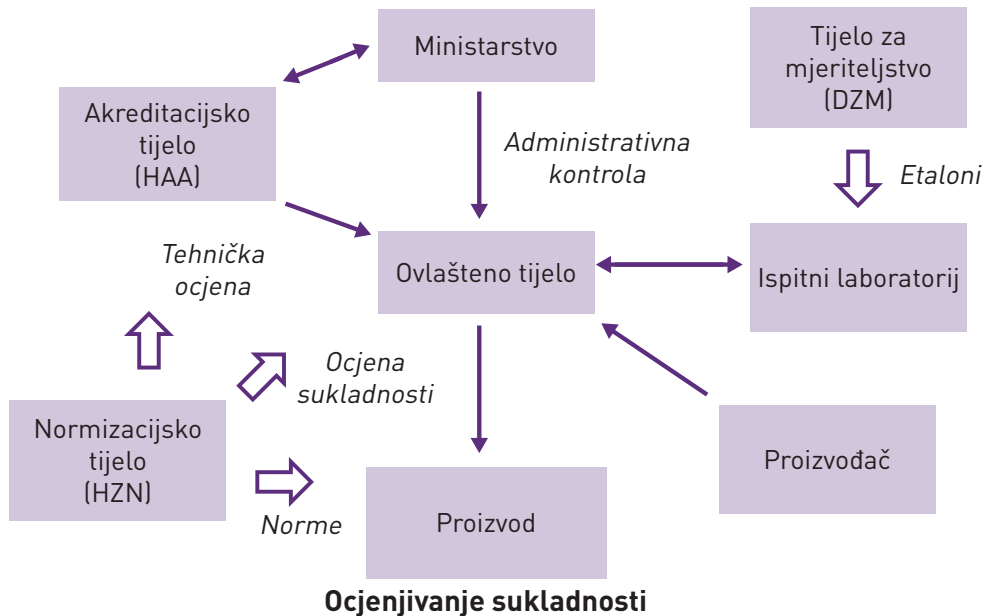 Ministarstvo
Tijelo za
mjeriteljstvo
(DZM)
Akreditacijsko
tijelo
(HAA)
Administrativna
kontrola
Etaloni
Tehnička
ocjena
Ovlašteno tijelo
Ispitni laboratorij
Ocjena
sukladnosti
Normizacijsko
tijelo
(HZN)
Norme
Proizvod
Proizvođač
Ocjenjivanje sukladnosti